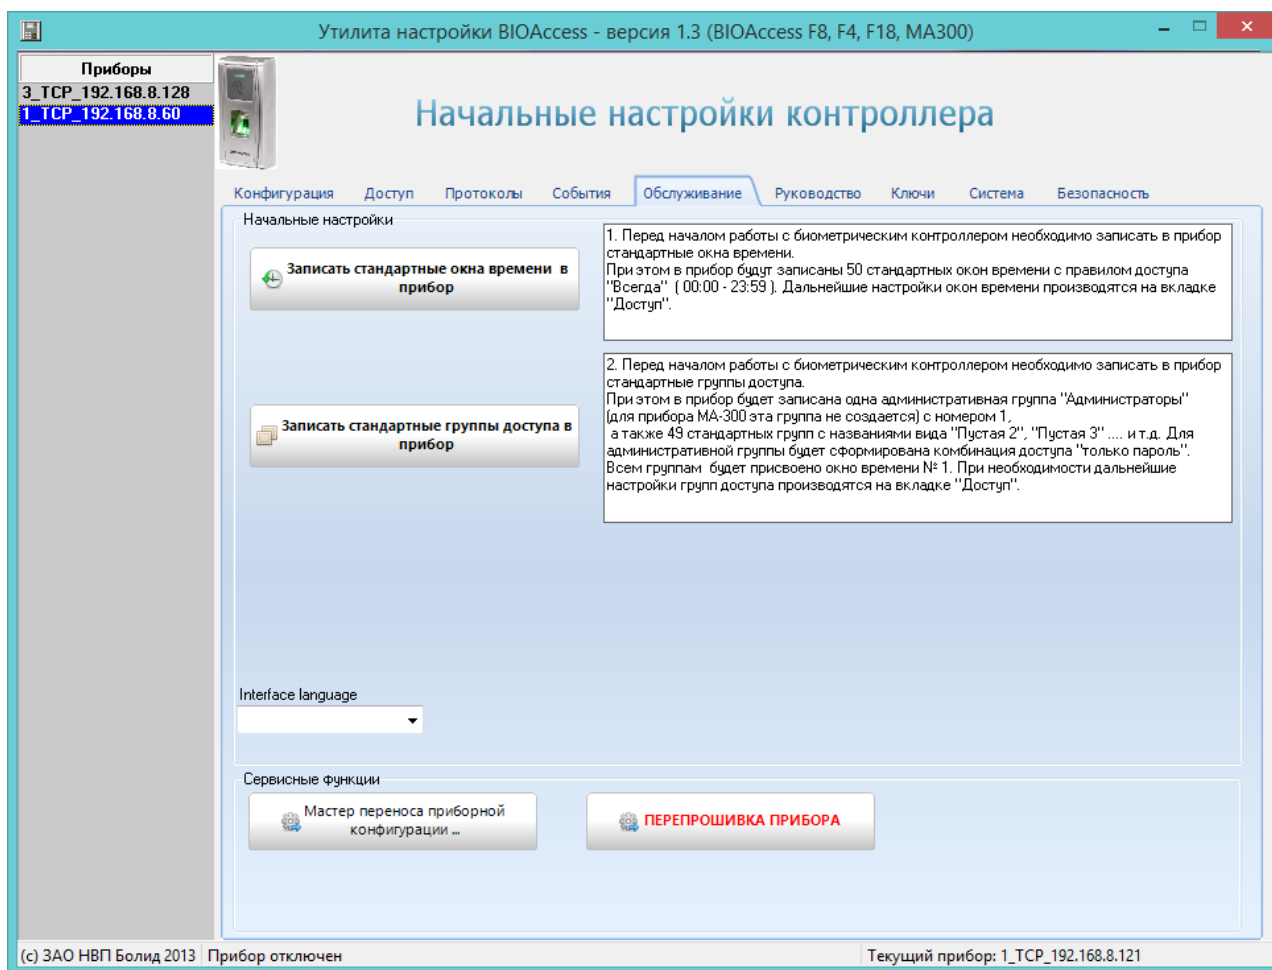 Утилита настройки BIOAccess - версия 1.3 (BIOAccess F8, F4, F18, MA300)
Приборы
3_TCP_192.168.8.128
1_TCP_192.168.8.60
Начальные настройки контроллера
Конфигурация Доступ Протоколы События Обслуживание Руководство Ключи Система Безопасность
Начальные настройки
Записать стандартные окна времени в
прибор
1. Перед началом работы с биометрическим контроллером необходимо записать в прибор
стандартные окна времени.
При этом в прибор будут записаны 50 стандартных окон времени с правилом доступа
"Всегда" ( 00:00 - 23:59 ). Дальнейшие настройки окон времени производятся на вкладке
"Доступ".
Записать стандартные группы доступа в
прибор
2. Перед началом работы с биометрическим контроллером необходимо записать в прибор
стандартные группы доступа.
При этом в прибор будет записана одна административная группа "Администраторы"
(для прибора МА-300 эта группа не создается) с номером 1,
а также 49 стандартных групп с названиями вида "Пустая 2", "Пустая 3" .... и т.д. Для
административной группы будет сформирована комбинация доступа "только пароль".
Всем группам будет присвоено окно времени № 1. При необходимости дальнейшие
настройки групп доступа производятся на вкладке "Доступ".
Interface language
Сервисные функции
Мастер переноса приборной
конфигурации ...
ПЕРЕПРОШИВКА ПРИБОРА
(c) ЗАО НВП Болид 2013 Прибор отключен Текущий прибор: 1_TCP_192.168.8.121